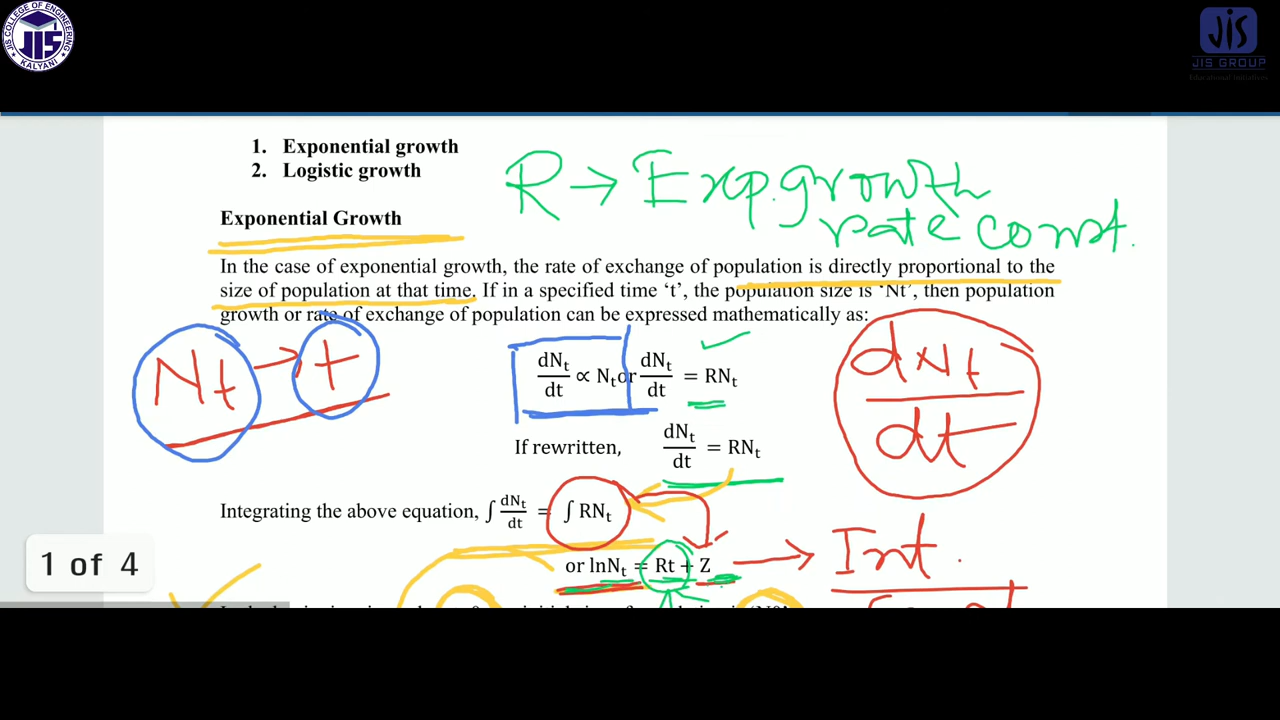 JIS COLLEGE OF ENGINEERING
JIS
KALYANI
JIS
JIS GROUP
Educational Initiatives
1. Exponential growth
2. Logistic growth
R → Exp. growth
rate const.
Exponential Growth
In the case of exponential growth, the rate of exchange of population is directly proportional to the
size of population at that time. If in a specified time ‘t’, the population size is ‘Nt’, then population
growth or rate of exchange of population can be expressed mathematically as:
Nt → t
dNt/dt ∝ Nt or dNt/dt = RNt
dNt/dt
If rewritten, dNt/dt = RNt
Integrating the above equation, ∫ dNt/dt = ∫ RNt
or lnNt = Rt + Z → Int.
1 of 4